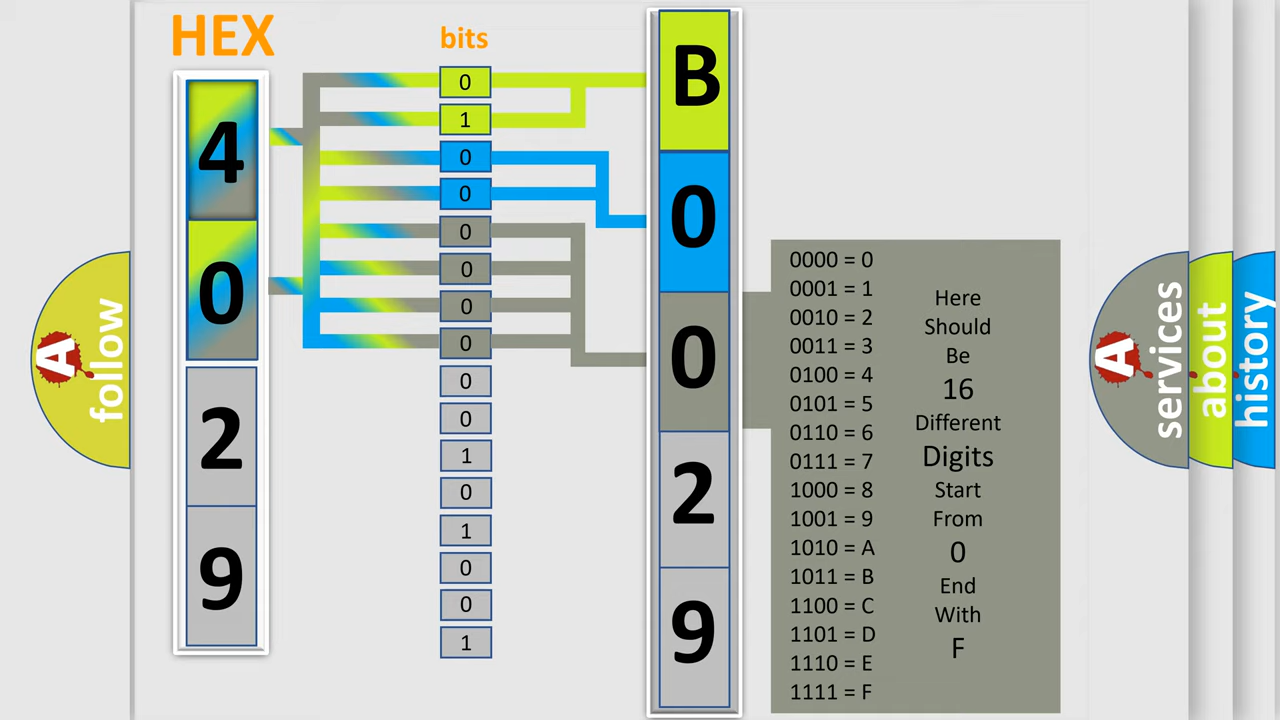 HEX
4
0
2
9
bits
0
1
0
0
0
0
0
0
0
0
1
0
1
0
0
1
B
0
0
2
9
0000 = 0
0001 = 1
0010 = 2
0011 = 3
0100 = 4
0101 = 5
0110 = 6
0111 = 7
1000 = 8
1001 = 9
1010 = A
1011 = B
1100 = C
1101 = D
1110 = E
1111 = F
Here
Should
Be
16
Different
Digits
Start
From
0
End
With
F
A
follow
A
services
about
history